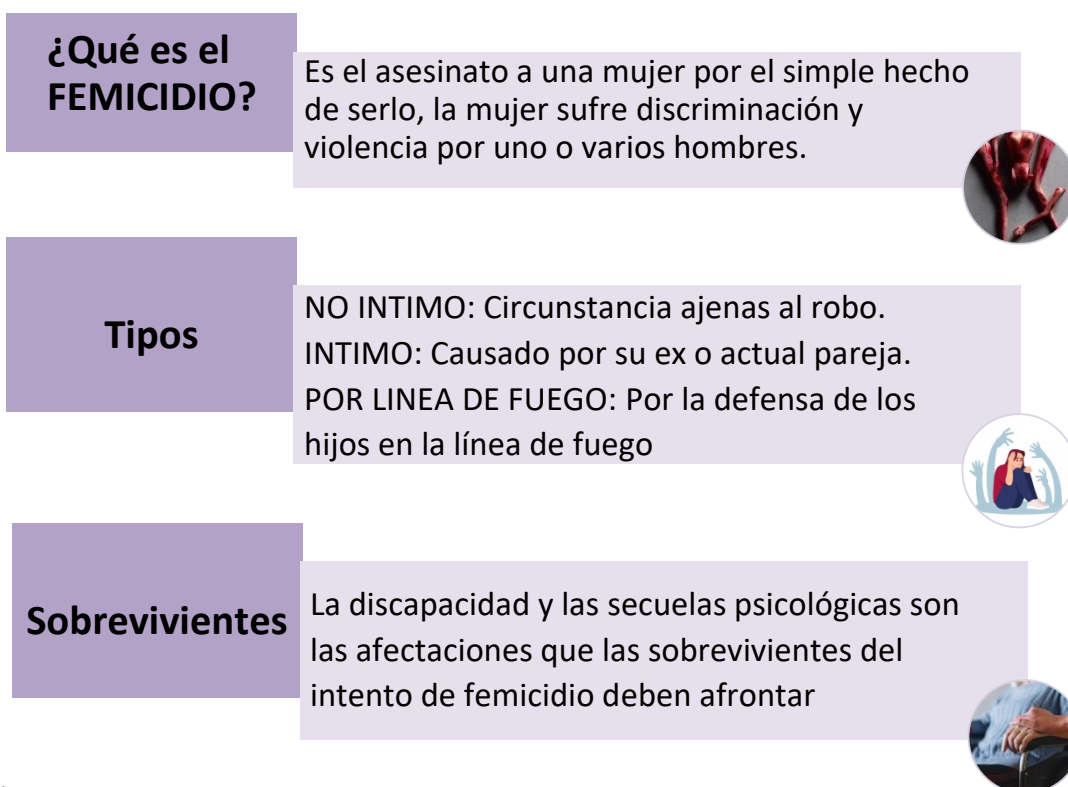 ¿Qué es el
FEMICIDIO?
Es el asesinato a una mujer por el simple hecho
de serlo, la mujer sufre discriminación y
violencia por uno o varios hombres.
Tipos
NO INTIMO: Circunstancia ajenas al robo.
INTIMO: Causado por su ex o actual pareja.
POR LINEA DE FUEGO: Por la defensa de los
hijos en la línea de fuego
Sobrevivientes
La discapacidad y las secuelas psicológicas son
las afectaciones que las sobrevivientes del
intento de femicidio deben afrontar